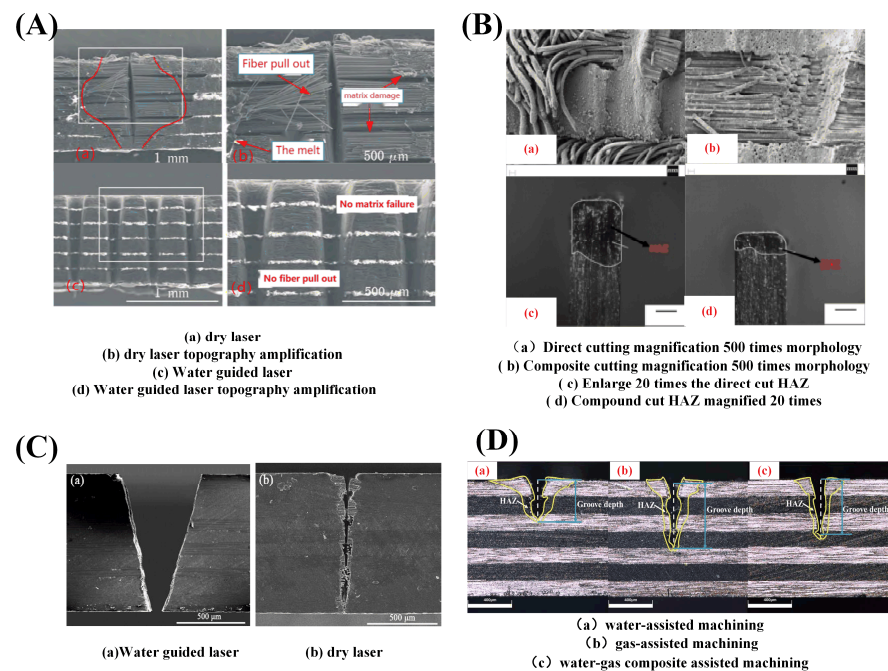 (A)
Fiber pull out
matrix damage
The melt
(a)
1 mm
(b)
500 μm
No matrix failure
No fiber pull out
(c)
1 mm
(d)
500 μm
(a) dry laser
(b) dry laser topography amplification
(c) Water guided laser
(d) Water guided laser topography amplification
(B)
(a)
(b)
(c)
(d)
(a) Direct cutting magnification 500 times morphology
( b) Composite cutting magnification 500 times morphology
( c) Enlarge 20 times the direct cut HAZ
( d) Compound cut HAZ magnified 20 times
(C)
(a)
500 μm
(b)
500 μm
(a)Water guided laser
(b) dry laser
(D)
(a)
HAZ
Groove depth
(b)
HAZ
Groove depth
(c)
HAZ
Groove depth
400μm
400μm
400μm
(a) water-assisted machining
(b) gas-assisted machining
(c) water-gas composite assisted machining